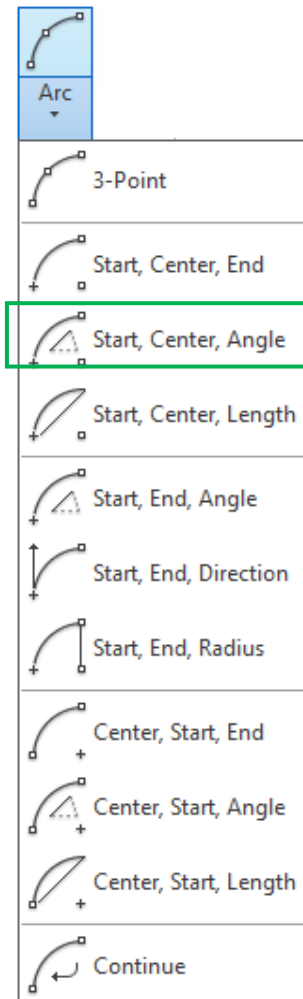 Arc
3-Point
Start, Center, End
Start, Center, Angle
Start, Center, Length
Start, End, Angle
Start, End, Direction
Start, End, Radius
Center, Start, End
Center, Start, Angle
Center, Start, Length
Continue